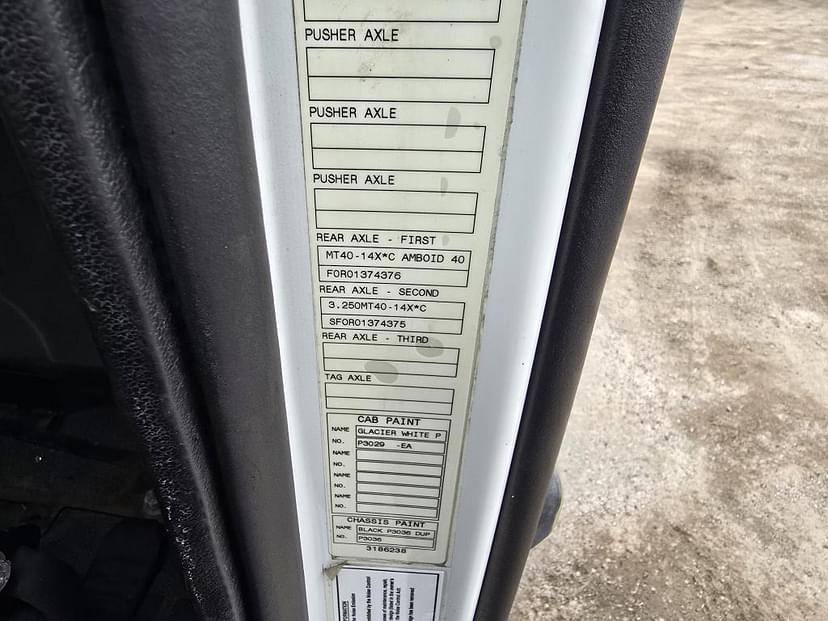 PUSHER AXLE
PUSHER AXLE
PUSHER AXLE
REAR AXLE - FIRST
MT40-14X*C AMBOID 40
FOR01374376
REAR AXLE - SECOND
3.250MT40-14X*C
SFOR01374375
REAR AXLE - THIRD
TAG AXLE
CAB PAINT
NAME GLACIER WHITE P
NO. P3029 -EA
NAME
NO.
NAME
NO.
NAME
NO.
CHASSIS PAINT
NAME BLACK P3036 DUP
NO. P3036
3186238